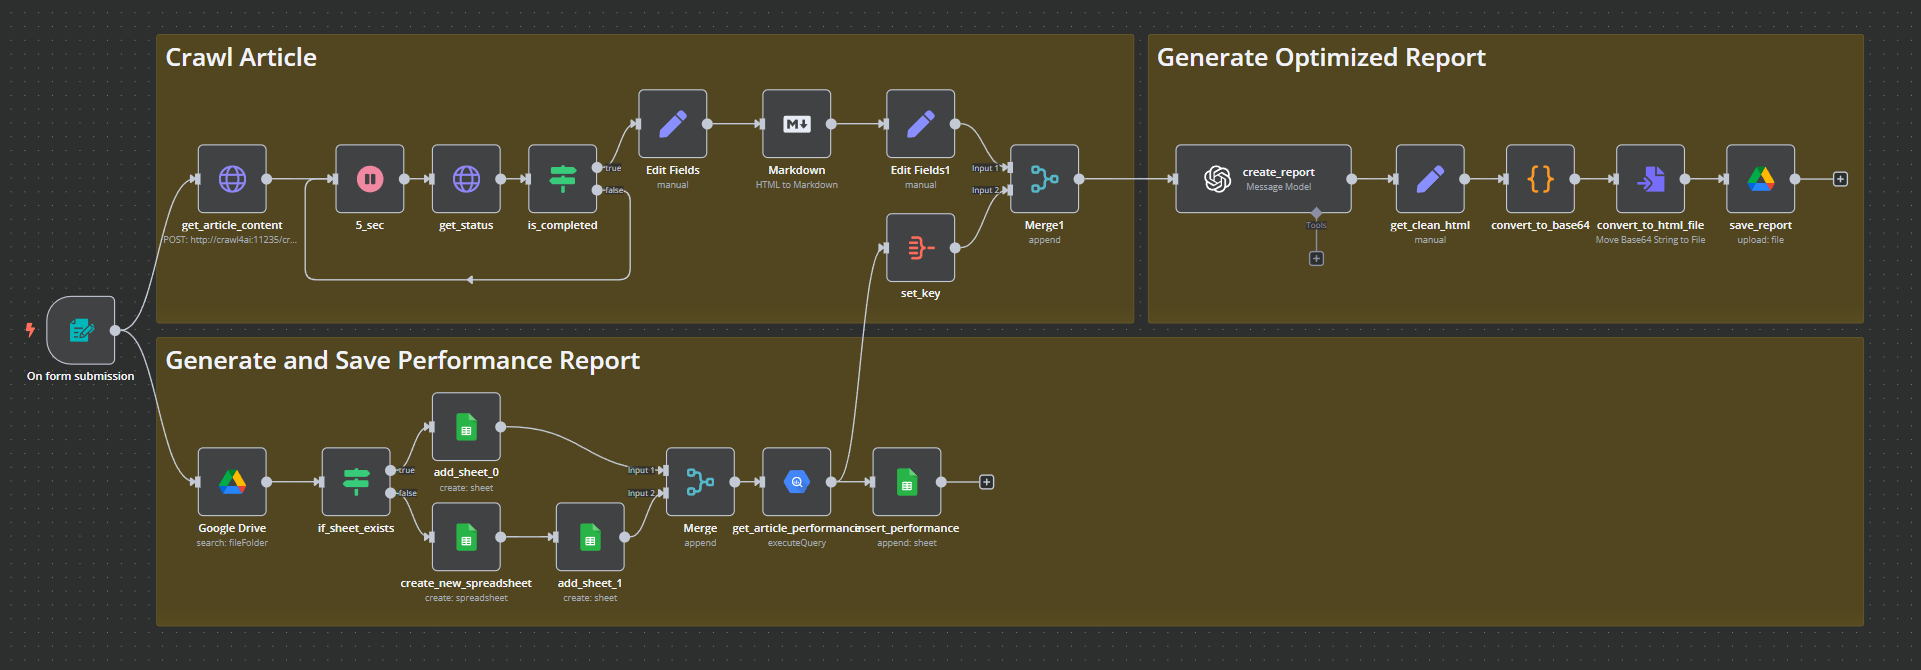 Crawl Article
Generate Optimized Report
get_article_content
POST: http://crawl4ai:11235/cr...
5_sec
get_status
is_completed
true
false
Edit Fields
manual
M
Markdown
HTML to Markdown
Edit Fields1
manual
set_key
Input 1
Input 2
Merge1
append
create_report
Message Model
Tools
get_clean_html
manual
convert_to_base64
convert_to_html_file
Move Base64 String to File
save_report
upload: file
On form submission
Generate and Save Performance Report
Google Drive
search: fileFolder
if_sheet_exists
true
false
add_sheet_0
create: sheet
create_new_spreadsheet
create: spreadsheet
add_sheet_1
create: sheet
Input 1
Input 2
Merge
append
get_article_performance
executeQuery
insert_performance
append: sheet